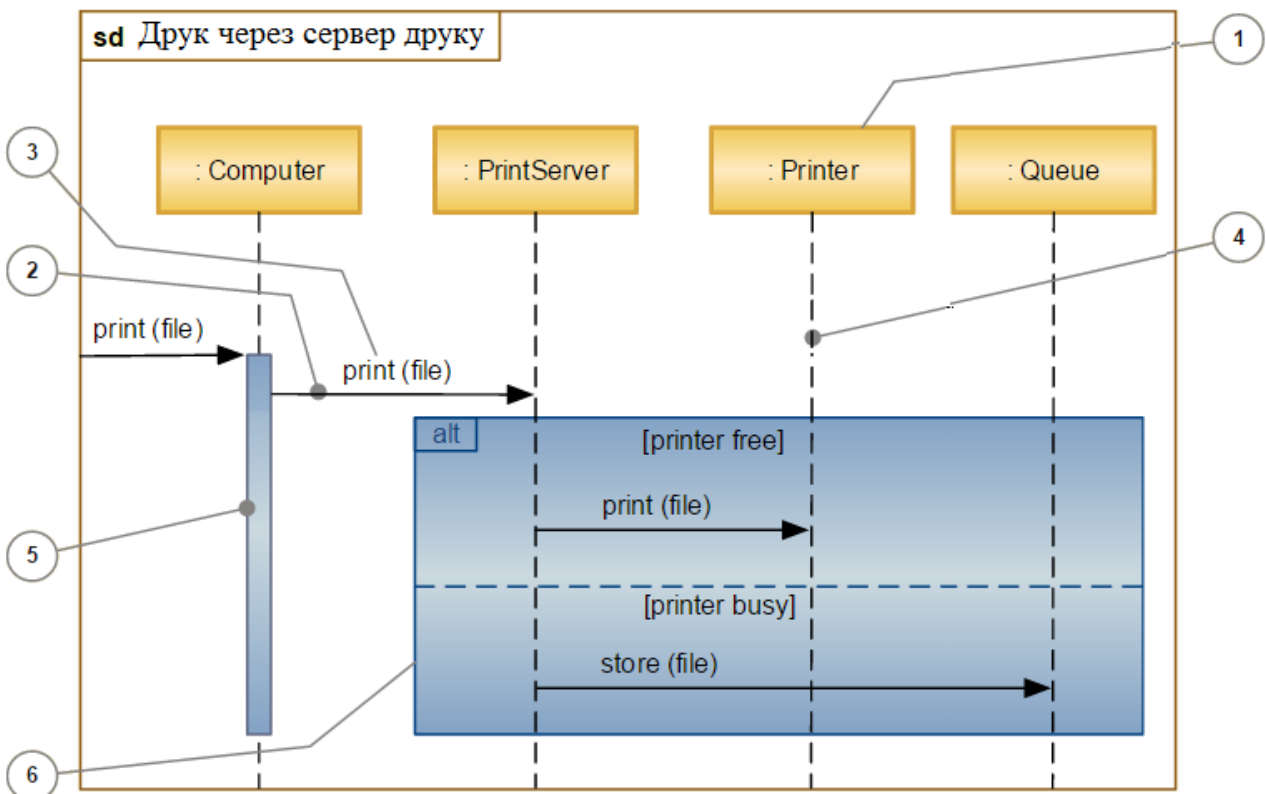 sd Друк через сервер друку
1
3
: Computer
: PrintServer
: Printer
: Queue
4
2
print (file)
print (file)
alt
[printer free]
print (file)
5
[printer busy]
store (file)
6